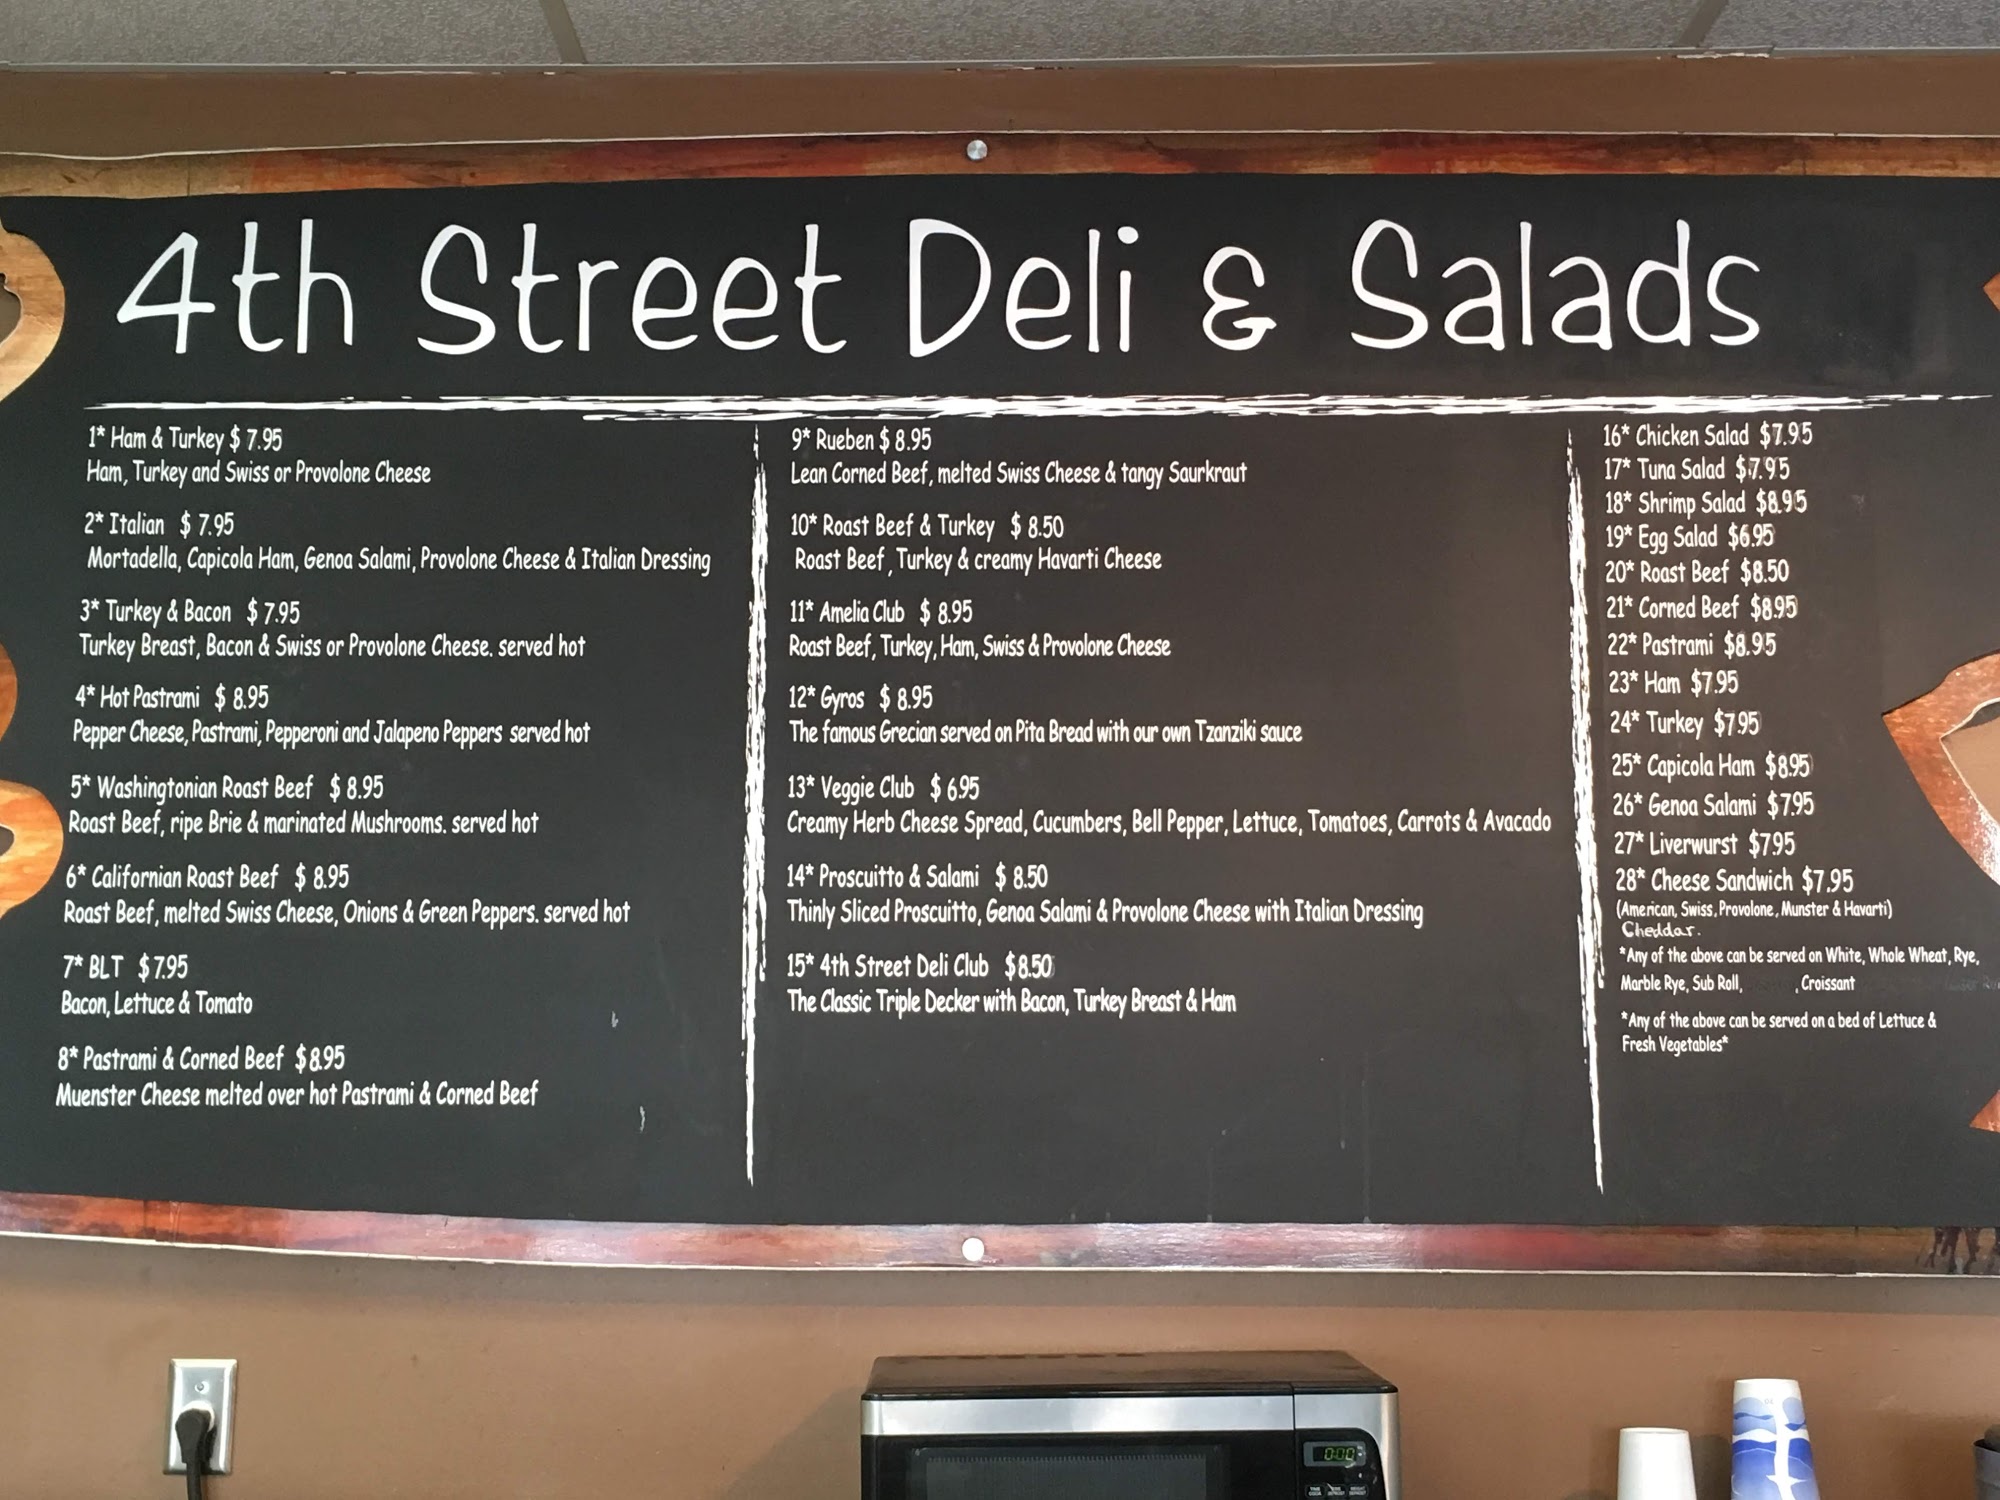 4th Street Deli & Salads
1* Ham & Turkey $ 7.95
Ham, Turkey and Swiss or Provolone Cheese
2* Italian $ 7.95
Mortadella, Capicola Ham, Genoa Salami, Provolone Cheese & Italian Dressing
3* Turkey & Bacon $ 7.95
Turkey Breast, Bacon & Swiss or Provolone Cheese. served hot
4* Hot Pastrami $ 8.95
Pepper Cheese, Pastrami, Pepperoni and Jalapeno Peppers served hot
5* Washingtonian Roast Beef $ 8.95
Roast Beef, ripe Brie & marinated Mushrooms. served hot
6* Californian Roast Beef $ 8.95
Roast Beef, melted Swiss Cheese, Onions & Green Peppers. served hot
7* BLT $7.95
Bacon, Lettuce & Tomato
8* Pastrami & Corned Beef $8.95
Muenster Cheese melted over hot Pastrami & Corned Beef
9* Rueben $ 8.95
Lean Corned Beef, melted Swiss Cheese & tangy Saurkraut
10* Roast Beef & Turkey $ 8.50
Roast Beef, Turkey & creamy Havarti Cheese
11* Amelia Club $ 8.95
Roast Beef, Turkey, Ham, Swiss & Provolone Cheese
12* Gyros $ 8.95
The famous Grecian served on Pita Bread with our own Tzanziki sauce
13* Veggie Club $ 6.95
Creamy Herb Cheese Spread, Cucumbers, Bell Pepper, Lettuce, Tomatoes, Carrots & Avacado
14* Proscuitto & Salami $ 8.50
Thinly Sliced Proscuitto, Genoa Salami & Provolone Cheese with Italian Dressing
15* 4th Street Deli Club $8.50
The Classic Triple Decker with Bacon, Turkey Breast & Ham
16* Chicken Salad $7.95
17* Tuna Salad $7.95
18* Shrimp Salad $8.95
19* Egg Salad $6.95
20* Roast Beef $8.50
21* Corned Beef $8.95
22* Pastrami $8.95
23* Ham $7.95
24* Turkey $7.95
25* Capicola Ham $8.95
26* Genoa Salami $7.95
27* Liverwurst $7.95
28* Cheese Sandwich $7.95
(American, Swiss, Provolone, Munster & Havarti)
Cheddar.
*Any of the above can be served on White, Whole Wheat, Rye,
Marble Rye, Sub Roll, , Croissant
*Any of the above can be served on a bed of Lettuce &
Fresh Vegetables*
0:00